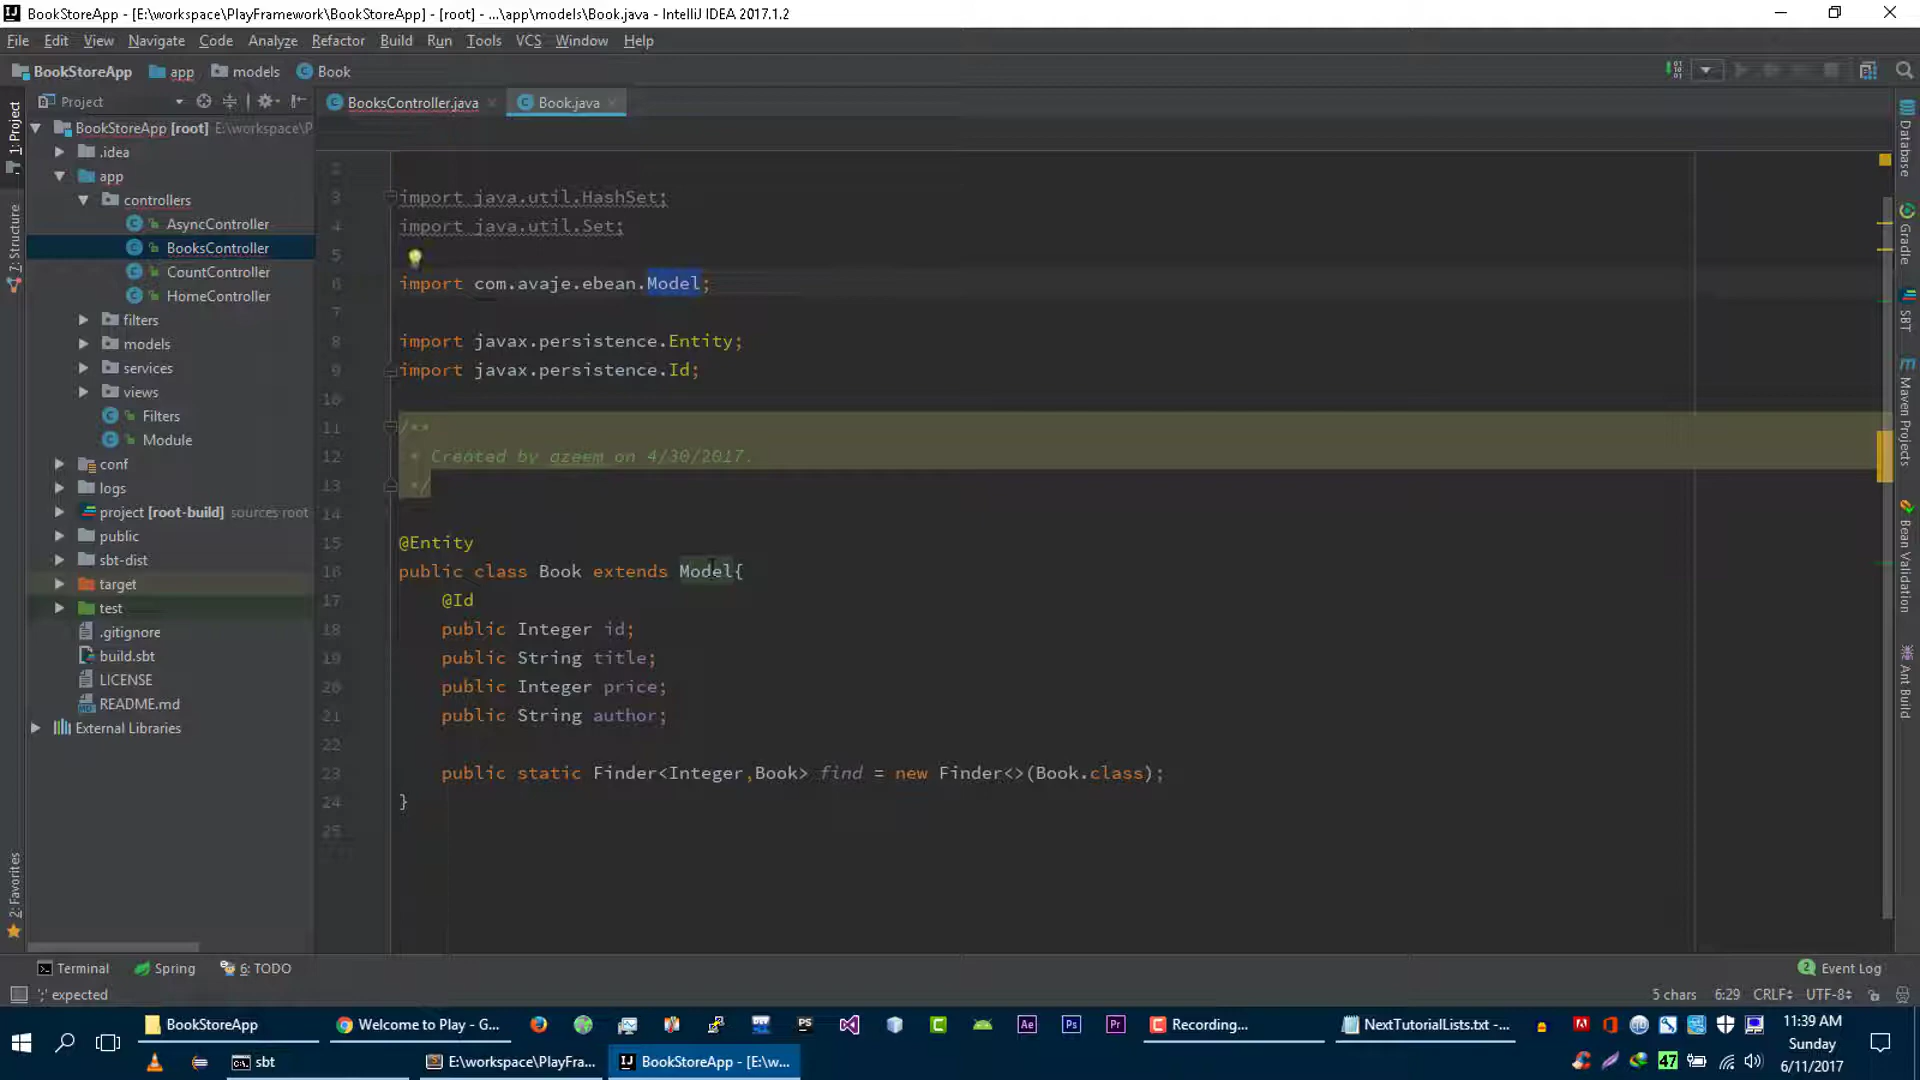 BookStoreApp - [E:\workspace\PlayFramework\BookStoreApp] - [root] - ...\app\models\Book.java - IntelliJ IDEA 2017.1.2
File Edit View Navigate Code Analyze Refactor Build Run Tools VCS Window Help
BookStoreApp app models Book
Project BooksController.java Book.java
BookStoreApp [root] E:\workspace\P
.idea
app
controllers
AsyncController
BooksController
CountController
HomeController
filters
models
services
views
Filters
Module
conf
logs
project [root-build] sources root
public
sbt-dist
target
test
.gitignore
build.sbt
LICENSE
README.md
External Libraries
1: Project
7: Structure
2: Favorites
2
3 import java.util.HashSet;
4 import java.util.Set;
5
6 import com.avaje.ebean.Model;
7
8 import javax.persistence.Entity;
9 import javax.persistence.Id;
10
11 /**
12 * Created by azeem on 4/30/2017.
13 */
14
15 @Entity
16 public class Book extends Model{
17 @Id
18 public Integer id;
19 public String title;
20 public Integer price;
21 public String author;
22
23 public static Finder<Integer,Book> find = new Finder<>(Book.class);
24 }
25
Database
Gradle
SBT
Maven Projects
Bean Validation
Ant Build
Terminal Spring 6: TODO 2 Event Log
';' expected 5 chars 6:29 CRLF UTF-8
BookStoreApp Welcome to Play - G... Recording... NextTutorialLists.txt -...
sbt E:\workspace\PlayFra... BookStoreApp - [E:\w...
PS Ae Ps Pr
47
11:39 AM
Sunday
6/11/2017